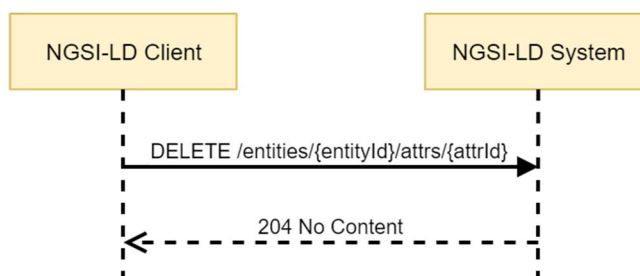 NGSI-LD Client
NGSI-LD System
DELETE /entities/{entityId}/attrs/{attrId}
204 No Content